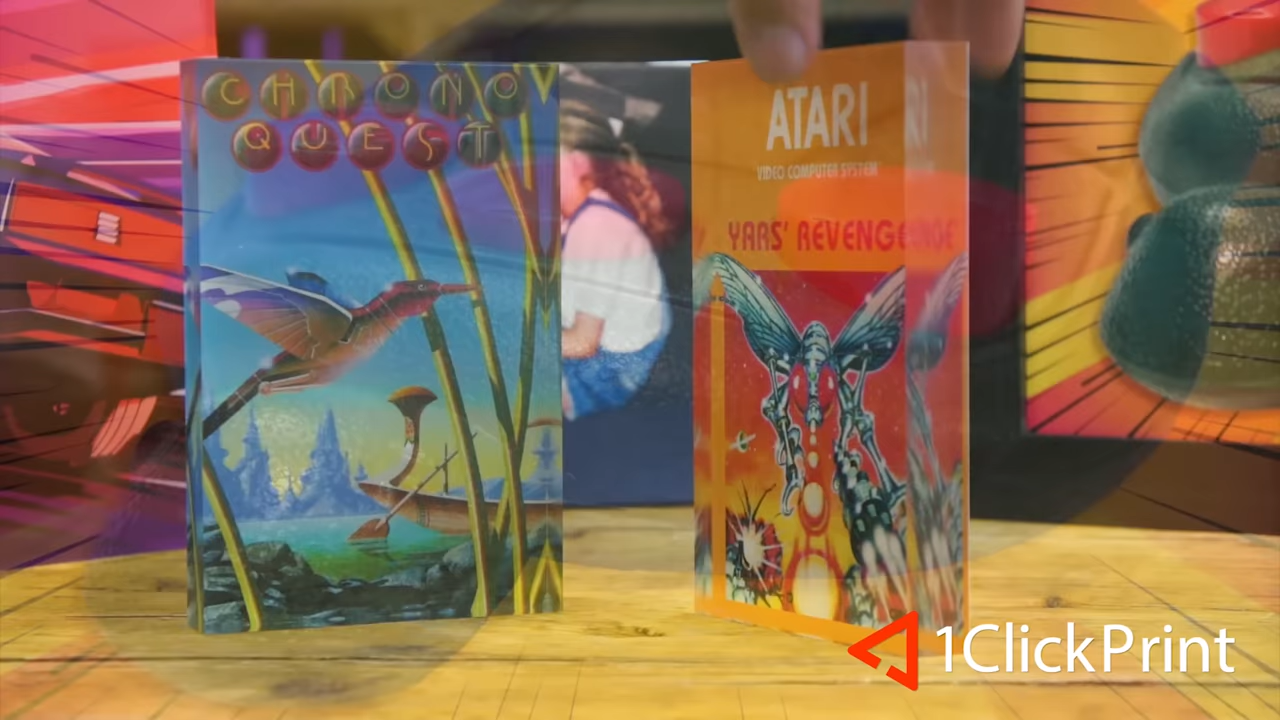 CHRONO
QUEST
ATARI
VIDEO COMPUTER SYSTEM
YARS' REVENGE
1ClickPrint